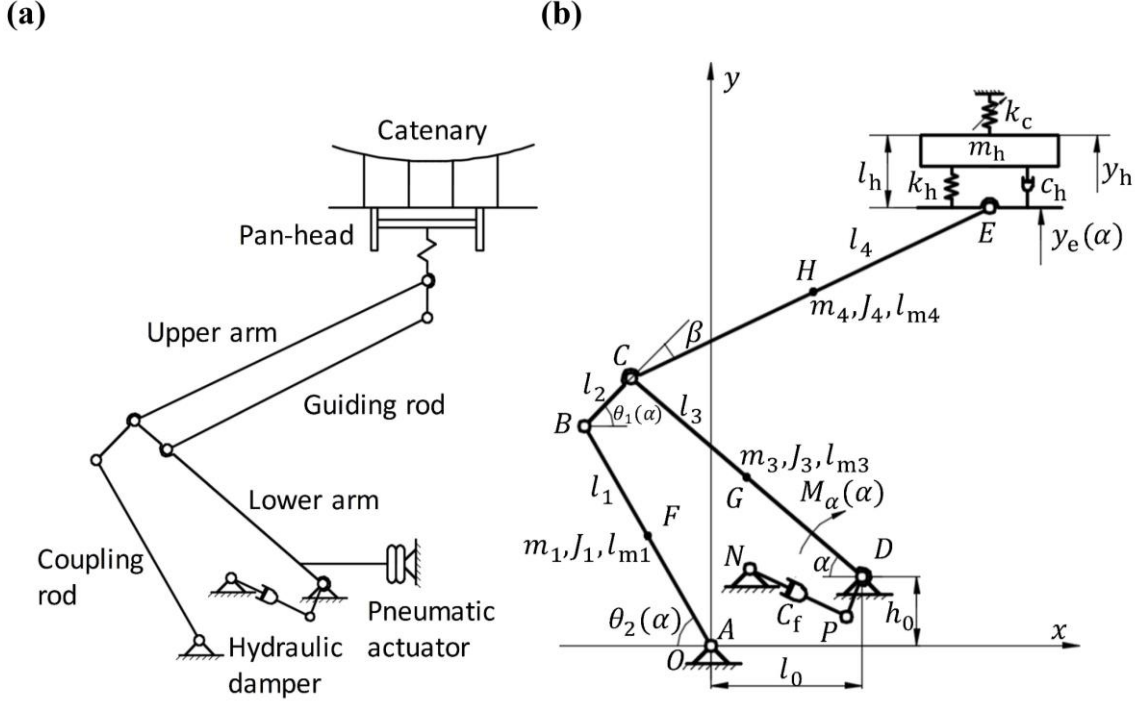 (a)
Catenary
Pan-head
Upper arm
Guiding rod
Lower arm
Coupling
rod
Hydraulic
damper
Pneumatic
actuator
(b)
y
k_c
m_h
l_h
k_h
c_h
y_h
E
y_e(α)
l_4
H
m_4,J_4,l_m4
β
C
l_2
θ_1(α)
B
l_3
m_3,J_3,l_m3
G
M_α(α)
l_1
F
m_1,J_1,l_m1
N
α
D
C_f
P
h_0
θ_2(α)
A
O
x
l_0